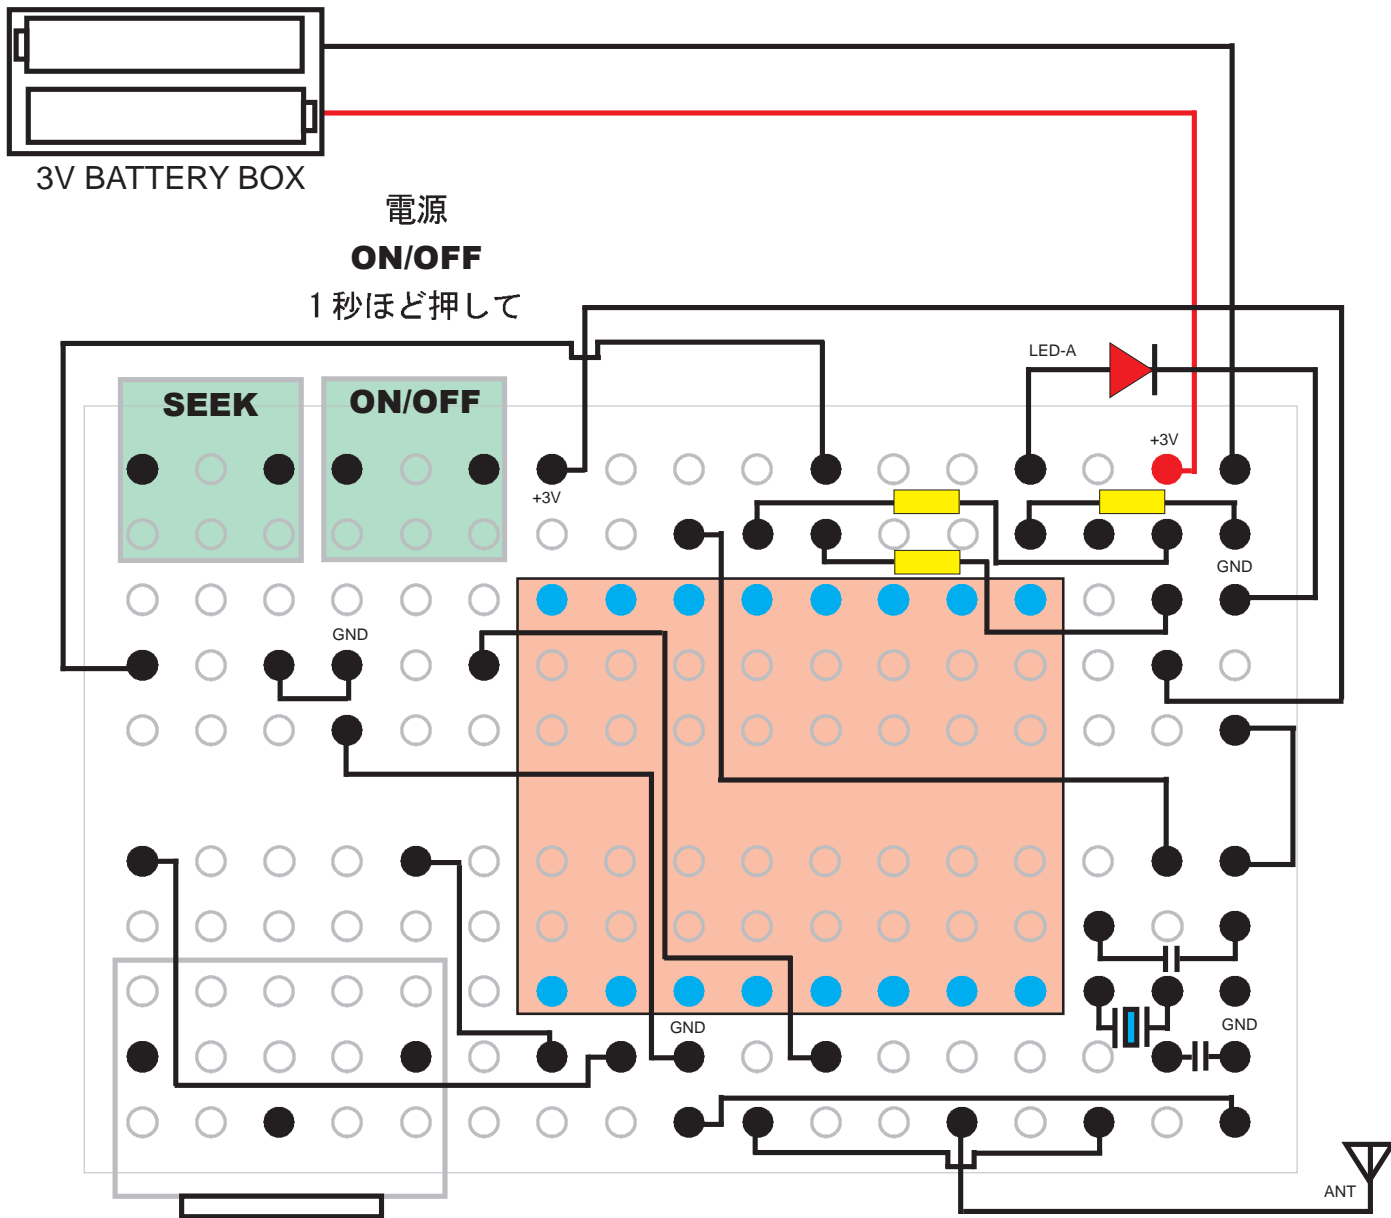 3V BATTERY BOX
電源
ON/OFF
1秒ほど押して
LED-A
SEEK
ON/OFF
+3V
+3V
GND
GND
GND
GND
ANT